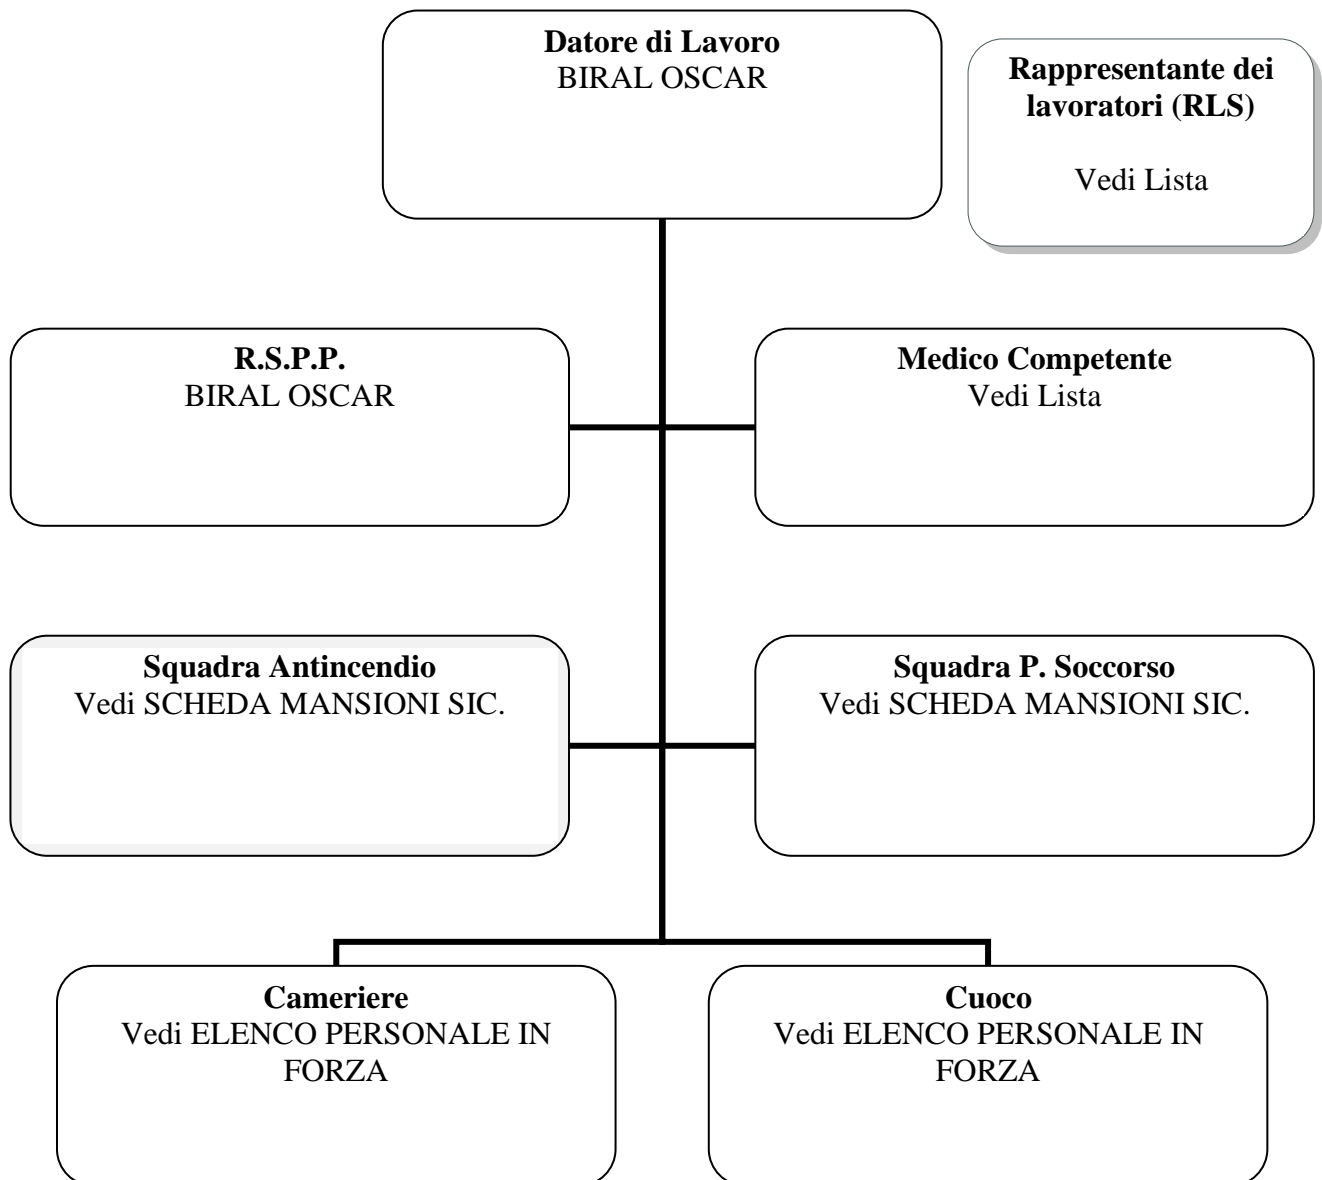 Datore di Lavoro
BIRAL OSCAR
Rappresentante dei
lavoratori (RLS)
Vedi Lista
R.S.P.P.
BIRAL OSCAR
Medico Competente
Vedi Lista
Squadra Antincendio
Vedi SCHEDA MANSIONI SIC.
Squadra P. Soccorso
Vedi SCHEDA MANSIONI SIC.
Cameriere
Vedi ELENCO PERSONALE IN
FORZA
Cuoco
Vedi ELENCO PERSONALE IN
FORZA